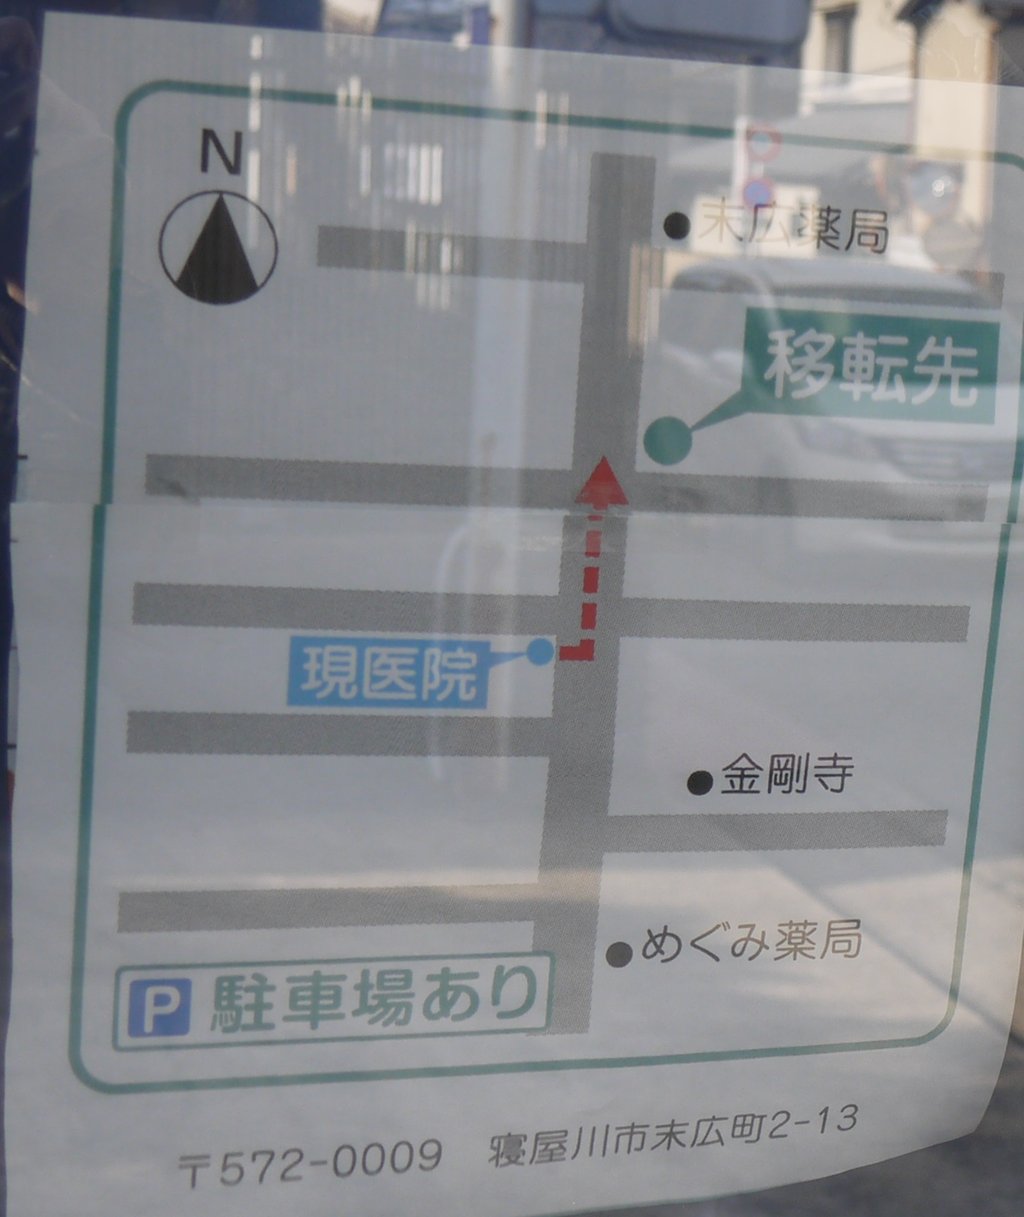 N
末広薬局
移転先
現医院
金剛寺
めぐみ薬局
P 駐車場あり
〒572-0009 寝屋川市末広町2-13